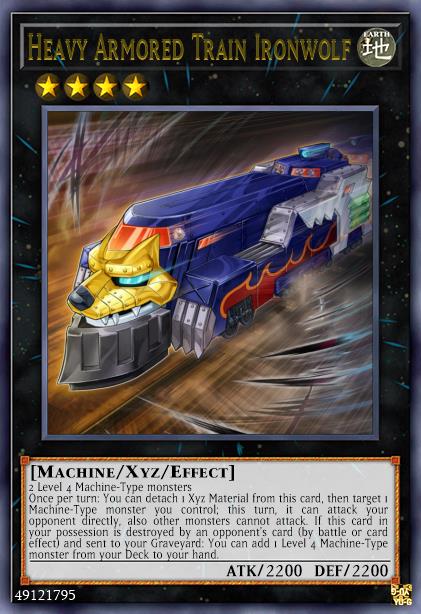 HEAVY ARMORED TRAIN IRONWOLF
EARTH
地
[MACHINE/XYZ/EFFECT]
2 Level 4 Machine-Type monsters
Once per turn: You can detach 1 Xyz Material from this card, then target 1
Machine-Type monster you control; this turn, it can attack your
opponent directly, also other monsters cannot attack. If this card in
your possession is destroyed by an opponent's card (by battle or card
effect) and sent to your Graveyard: You can add 1 Level 4 Machine-Type
monster from your Deck to your hand.
ATK/2200 DEF/2200
49121795